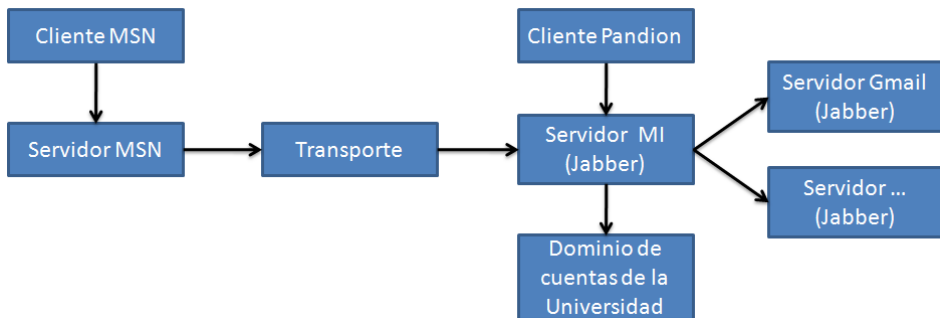 Cliente MSN
Cliente Pandion
Servidor Gmail
(Jabber)
Servidor MSN
Transporte
Servidor MI
(Jabber)
Servidor ...
(Jabber)
Dominio de
cuentas de la
Universidad